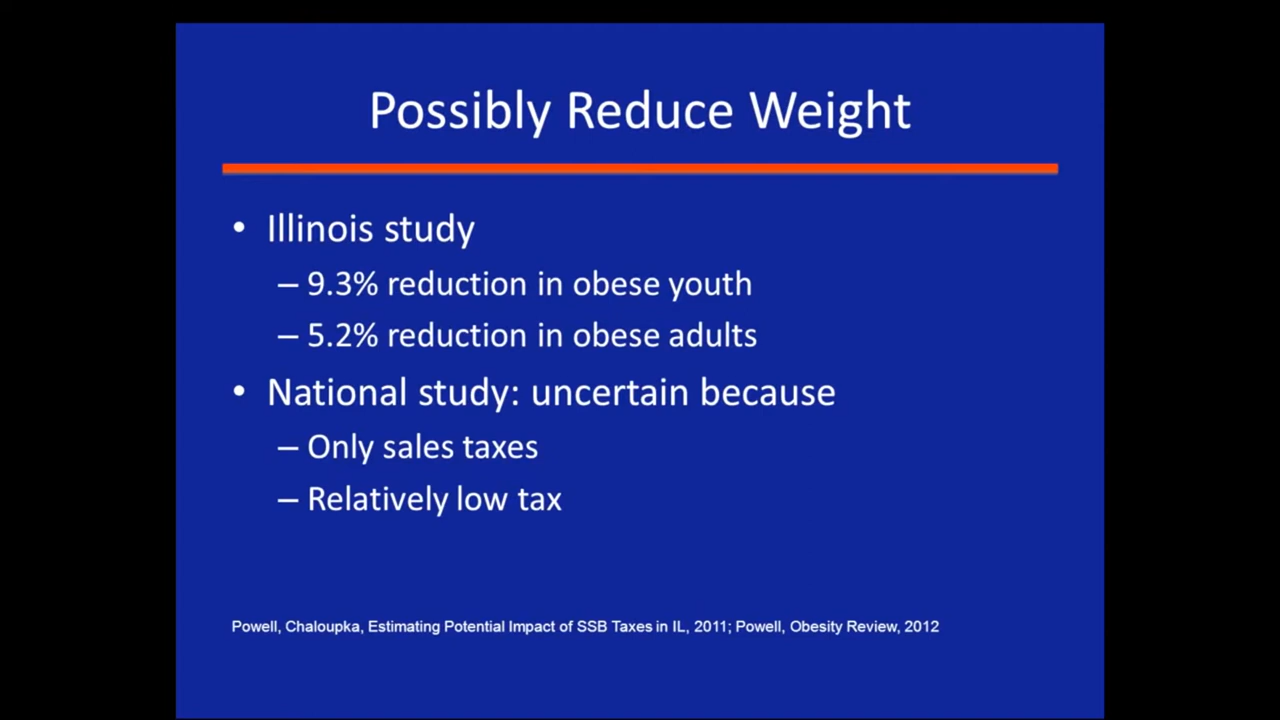 Possibly Reduce Weight
• Illinois study
– 9.3% reduction in obese youth
– 5.2% reduction in obese adults
• National study: uncertain because
– Only sales taxes
– Relatively low tax
Powell, Chaloupka, Estimating Potential Impact of SSB Taxes in IL, 2011; Powell, Obesity Review, 2012